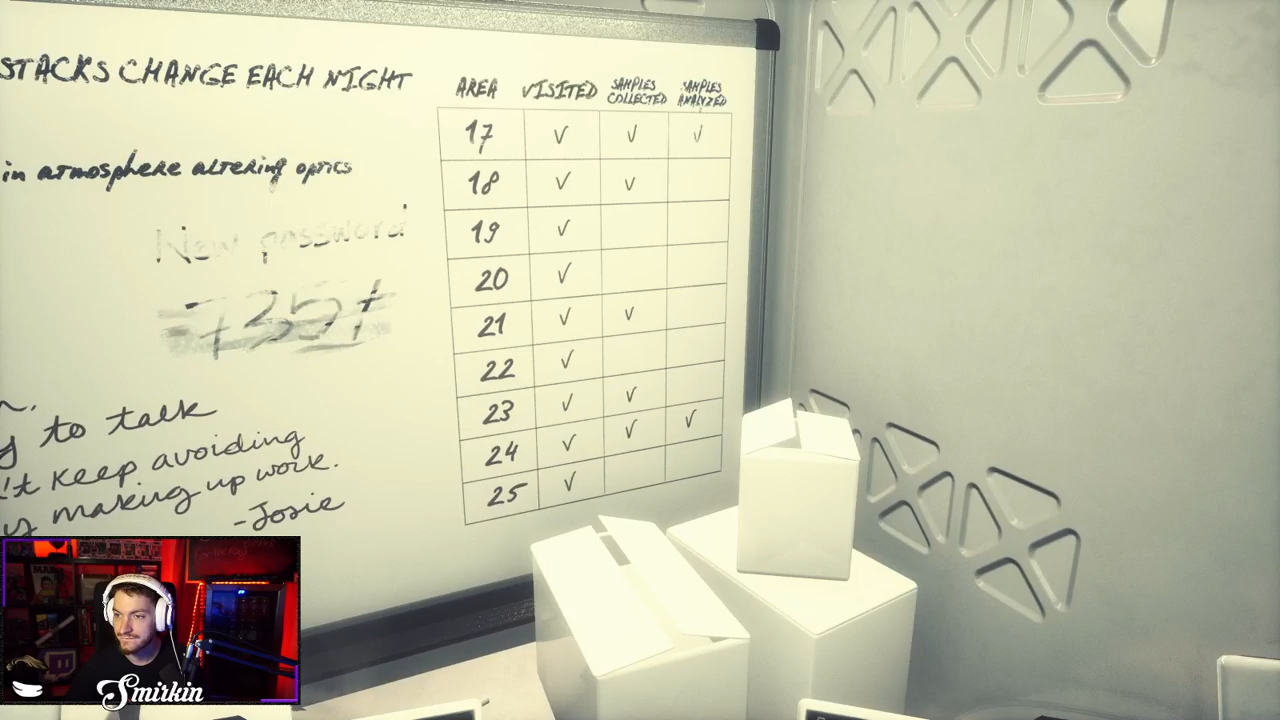 STACKS CHANGE EACH NIGHT
in atmosphere altering optics
New password
to talk
't keep avoiding
making up work.
-Josie
AREA VISITED SAMPLES COLLECTED SAMPLES ANALYZED
17 ✓ ✓ ✓
18 ✓ ✓
19 ✓
20 ✓
21 ✓ ✓
22 ✓
23 ✓ ✓
24 ✓ ✓ ✓
25 ✓
Smirkin